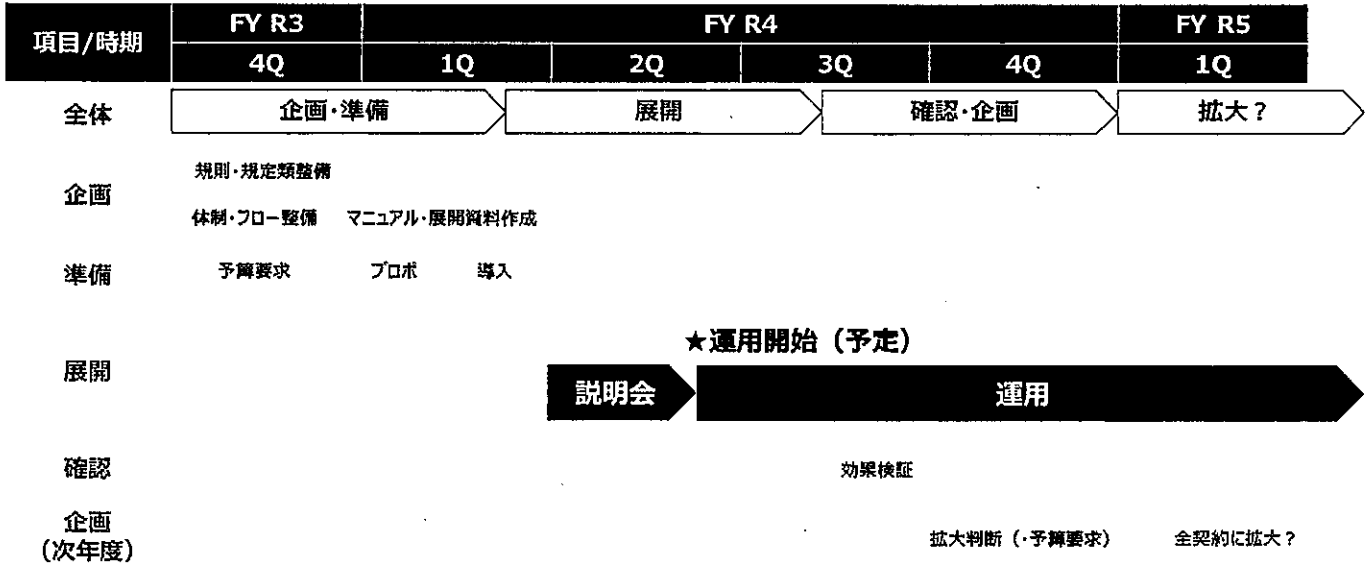 項目/時期 FY R3 FY R4 FY R5
4Q 1Q 2Q 3Q 4Q 1Q
全体 企画・準備 展開 確認・企画 拡大?
企画 規則・規定類整備
体制・フロー整備 マニュアル・展開資料作成
準備 予算要求 プロポ 導入
★運用開始(予定)
展開 説明会 運用
確認 効果検証
企画
(次年度) 拡大判断(・予算要求) 全契約に拡大?